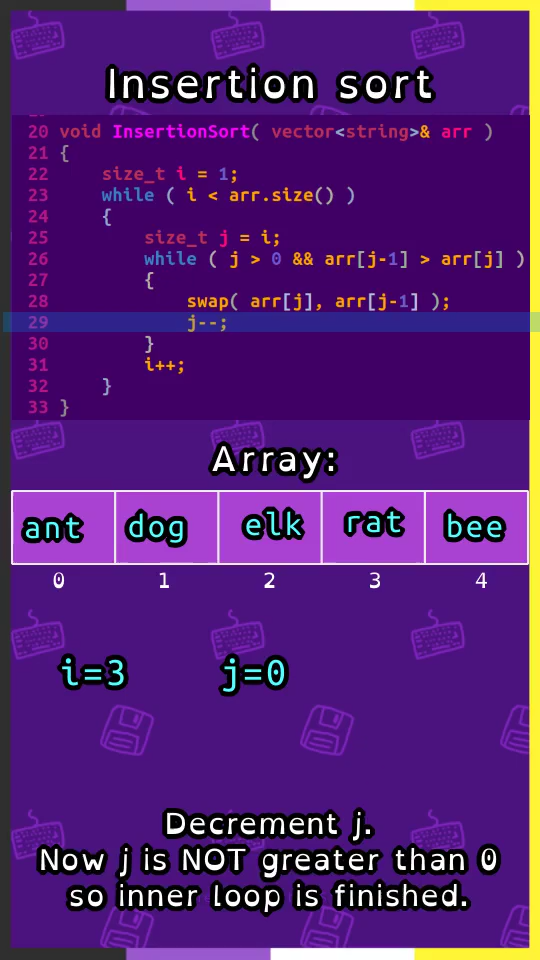 Insertion sort
20 void InsertionSort( vector<string>& arr )
21 {
22 size_t i = 1;
23 while ( i < arr.size() )
24 {
25 size_t j = i;
26 while ( j > 0 && arr[j-1] > arr[j] )
27 {
28 swap( arr[j], arr[j-1] );
29 j--;
30 }
31 i++;
32 }
33 }
Array:
ant dog elk rat bee
0 1 2 3 4
i=3 j=0
Decrement j.
Now j is NOT greater than 0
so inner loop is finished.